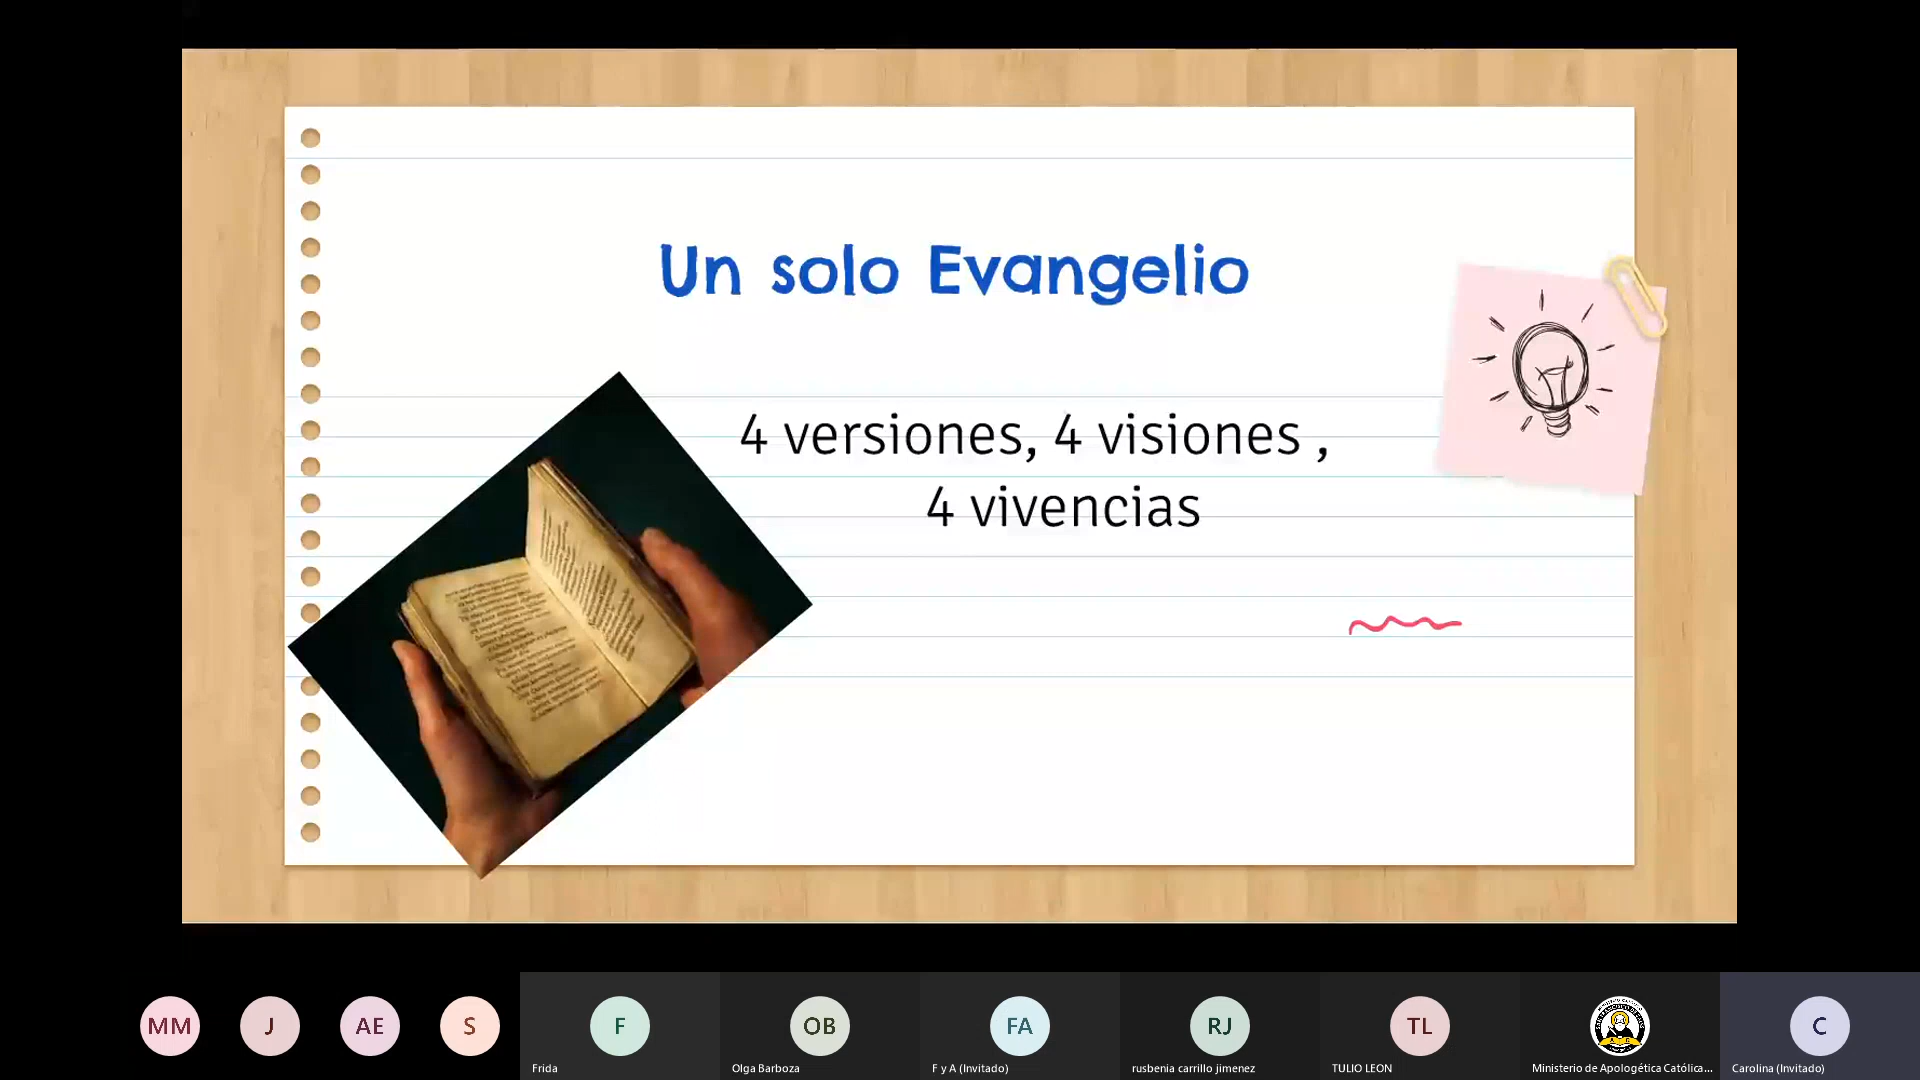 Un solo Evangelio
4 versiones, 4 visiones ,
4 vivencias
MM
J
AE
S
F
OB
FA
RJ
TL
C
Frida
Olga Barboza
F y A (Invitado)
rusbenia carrillo jimenez
TULIO LEON
Ministerio de Apologética Católica...
Carolina (Invitado)